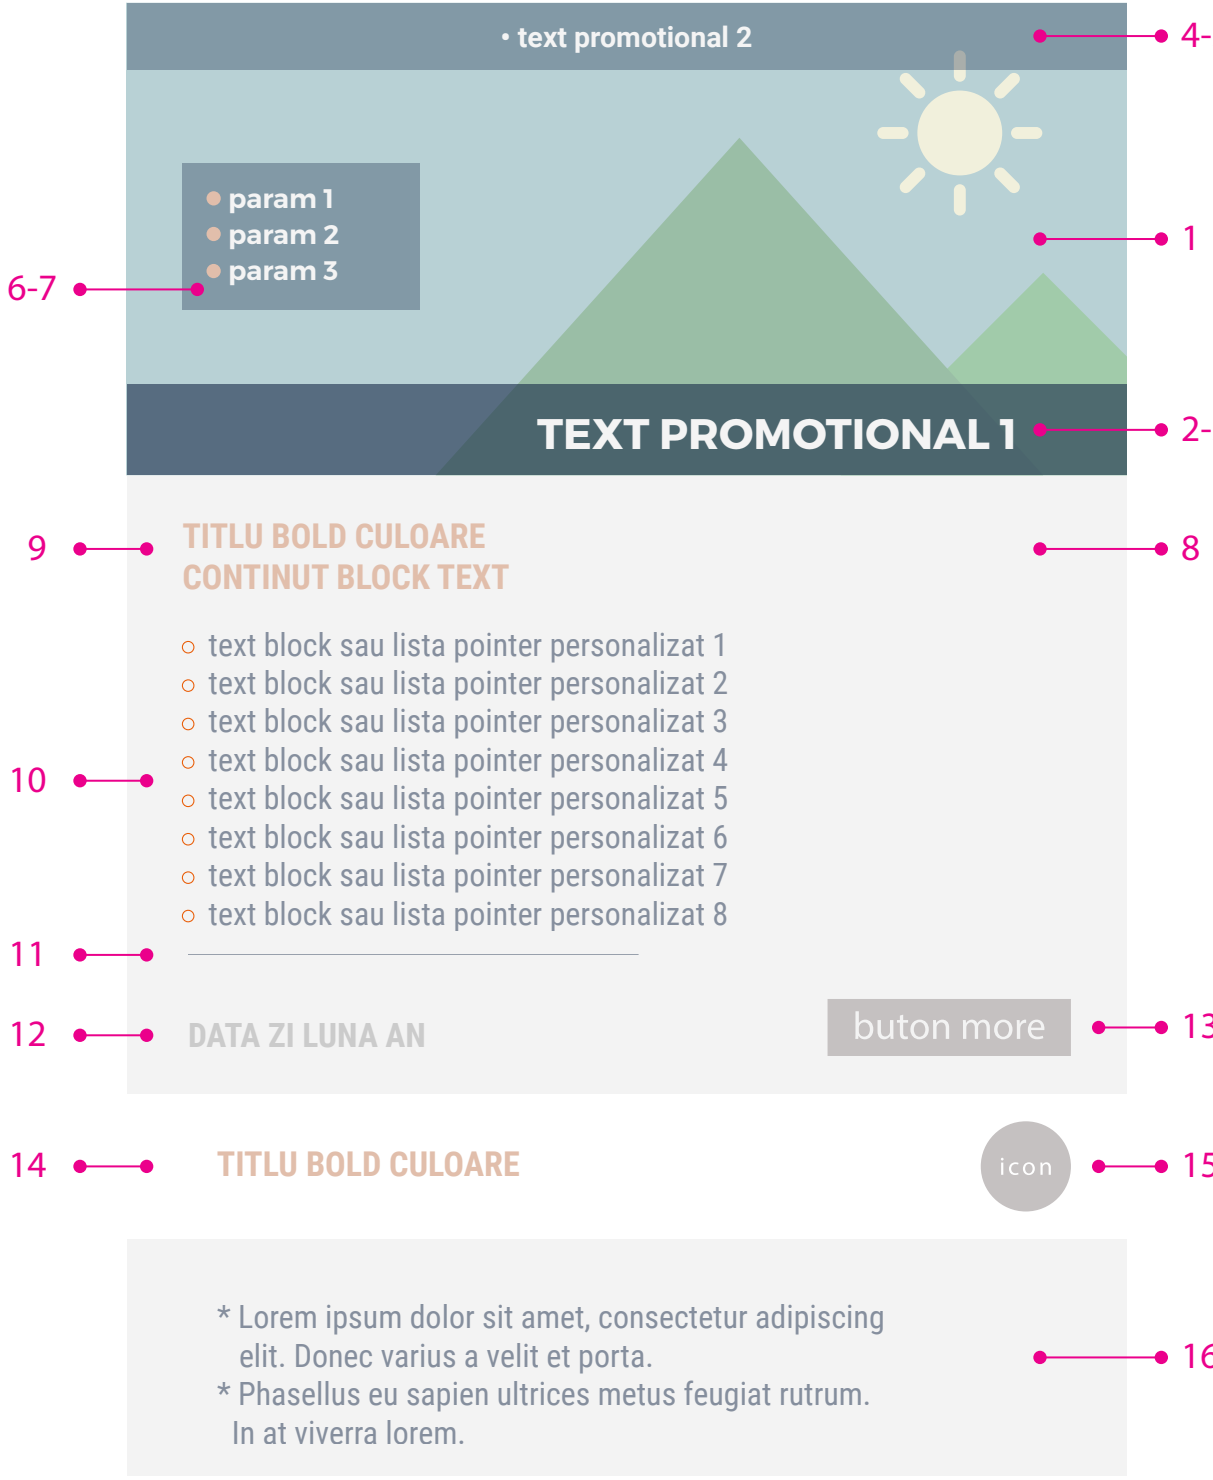 • text promotional 2
4-
param 1
param 2
param 3
1
6-7
TEXT PROMOTIONAL 1
2-
9
TITLU BOLD CULOARE
CONTINUT BLOCK TEXT
8
text block sau lista pointer personalizat 1
text block sau lista pointer personalizat 2
text block sau lista pointer personalizat 3
text block sau lista pointer personalizat 4
10
text block sau lista pointer personalizat 5
text block sau lista pointer personalizat 6
text block sau lista pointer personalizat 7
text block sau lista pointer personalizat 8
11
12
DATA ZI LUNA AN
buton more
13
14
TITLU BOLD CULOARE
icon
15
* Lorem ipsum dolor sit amet, consectetur adipiscing
elit. Donec varius a velit et porta.
16
* Phasellus eu sapien ultrices metus feugiat rutrum.
In at viverra lorem.